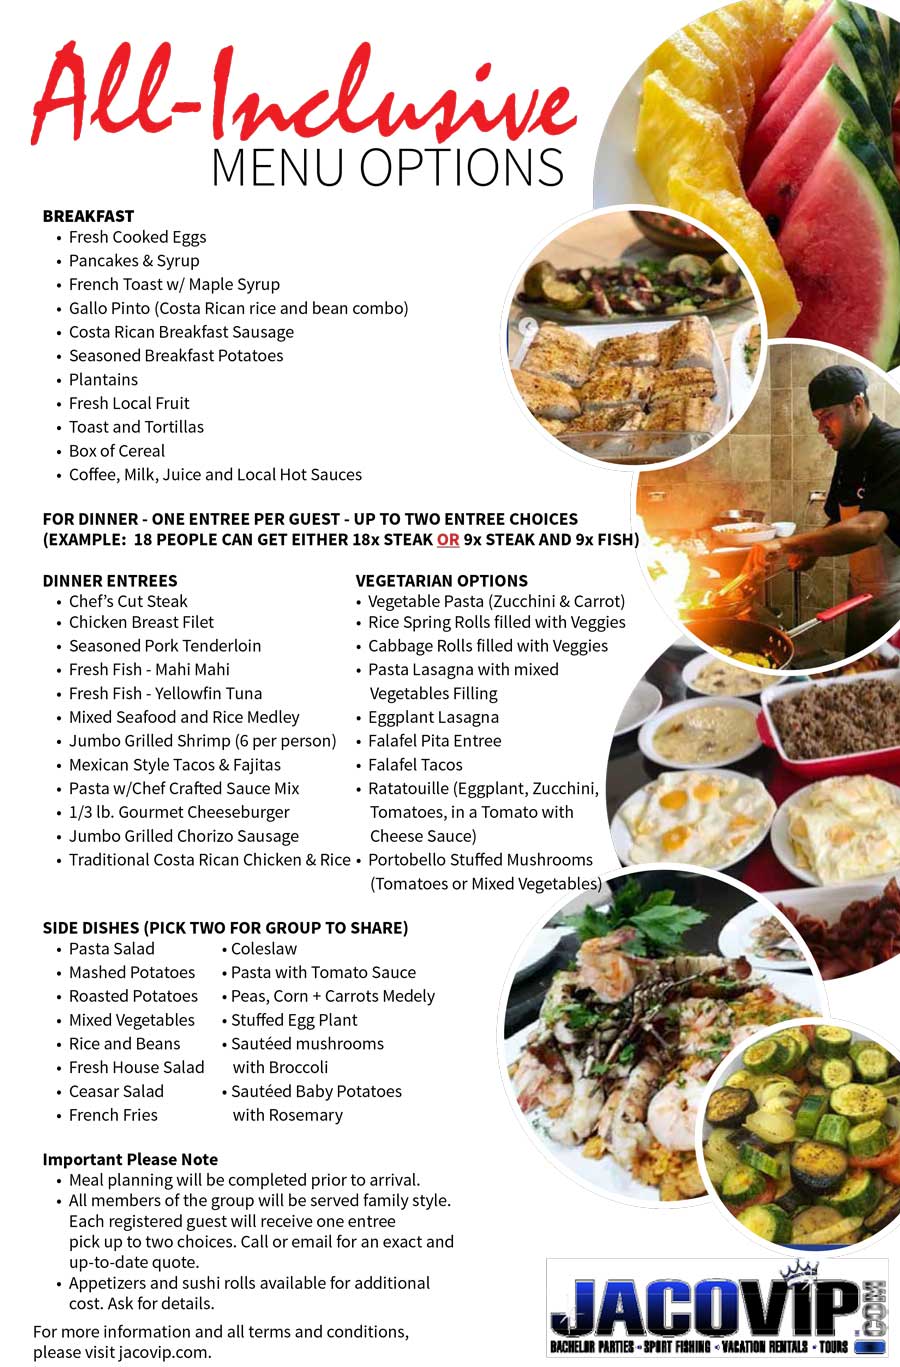 All-Inclusive
MENU OPTIONS
BREAKFAST
• Fresh Cooked Eggs
• Pancakes & Syrup
• French Toast w/ Maple Syrup
• Gallo Pinto (Costa Rican rice and bean combo)
• Costa Rican Breakfast Sausage
• Seasoned Breakfast Potatoes
• Plantains
• Fresh Local Fruit
• Toast and Tortillas
• Box of Cereal
• Coffee, Milk, Juice and Local Hot Sauces
FOR DINNER - ONE ENTREE PER GUEST - UP TO TWO ENTREE CHOICES
(EXAMPLE: 18 PEOPLE CAN GET EITHER 18x STEAK OR 9x STEAK AND 9x FISH)
DINNER ENTREES
• Chef's Cut Steak
• Chicken Breast Filet
• Seasoned Pork Tenderloin
• Fresh Fish - Mahi Mahi
• Fresh Fish - Yellowfin Tuna
• Mixed Seafood and Rice Medley
• Jumbo Grilled Shrimp (6 per person)
• Mexican Style Tacos & Fajitas
• Pasta w/Chef Crafted Sauce Mix
• 1/3 lb. Gourmet Cheeseburger
• Jumbo Grilled Chorizo Sausage
• Traditional Costa Rican Chicken & Rice
VEGETARIAN OPTIONS
• Vegetable Pasta (Zucchini & Carrot)
• Rice Spring Rolls filled with Veggies
• Cabbage Rolls filled with Veggies
• Pasta Lasagna with mixed
Vegetables Filling
• Eggplant Lasagna
• Falafel Pita Entree
• Falafel Tacos
• Ratatouille (Eggplant, Zucchini,
Tomatoes, in a Tomato with
Cheese Sauce)
• Portobello Stuffed Mushrooms
(Tomatoes or Mixed Vegetables)
SIDE DISHES (PICK TWO FOR GROUP TO SHARE)
• Pasta Salad
• Mashed Potatoes
• Roasted Potatoes
• Mixed Vegetables
• Rice and Beans
• Fresh House Salad
• Ceasar Salad
• French Fries
• Coleslaw
• Pasta with Tomato Sauce
• Peas, Corn + Carrots Medely
• Stuffed Egg Plant
• Sautéed mushrooms
with Broccoli
• Sautéed Baby Potatoes
with Rosemary
Important Please Note
• Meal planning will be completed prior to arrival.
• All members of the group will be served family style.
Each registered guest will receive one entree
pick up to two choices. Call or email for an exact and
up-to-date quote.
• Appetizers and sushi rolls available for additional
cost. Ask for details.
For more information and all terms and conditions,
please visit jacovip.com.
JACOVIP.COM
BACHELOR PARTIES • SPORT FISHING • VACATION RENTALS • TOURS